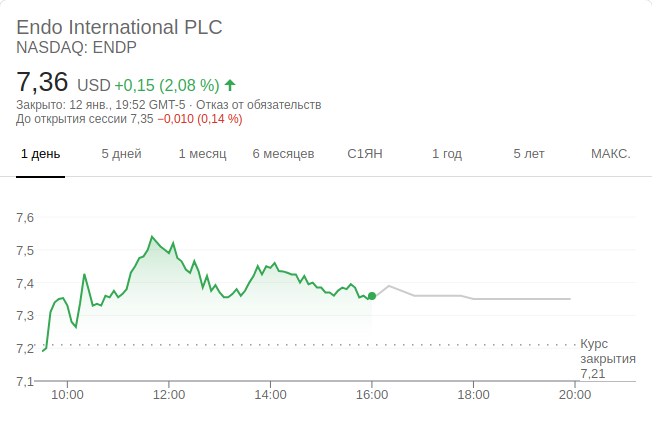 Endo International PLC
NASDAQ: ENDP
7,36 USD +0,15 (2,08 %)
Закрыто: 12 янв., 19:52 GMT-5 · Отказ от обязательств
До открытия сессии 7,35 −0,010 (0,14 %)
1 день 5 дней 1 месяц 6 месяцев С1ЯН 1 год 5 лет МАКС.
7,6
7,5
7,4
7,3
7,2
7,1
Курс
закрытия
7,21
10:00 12:00 14:00 16:00 18:00 20:00